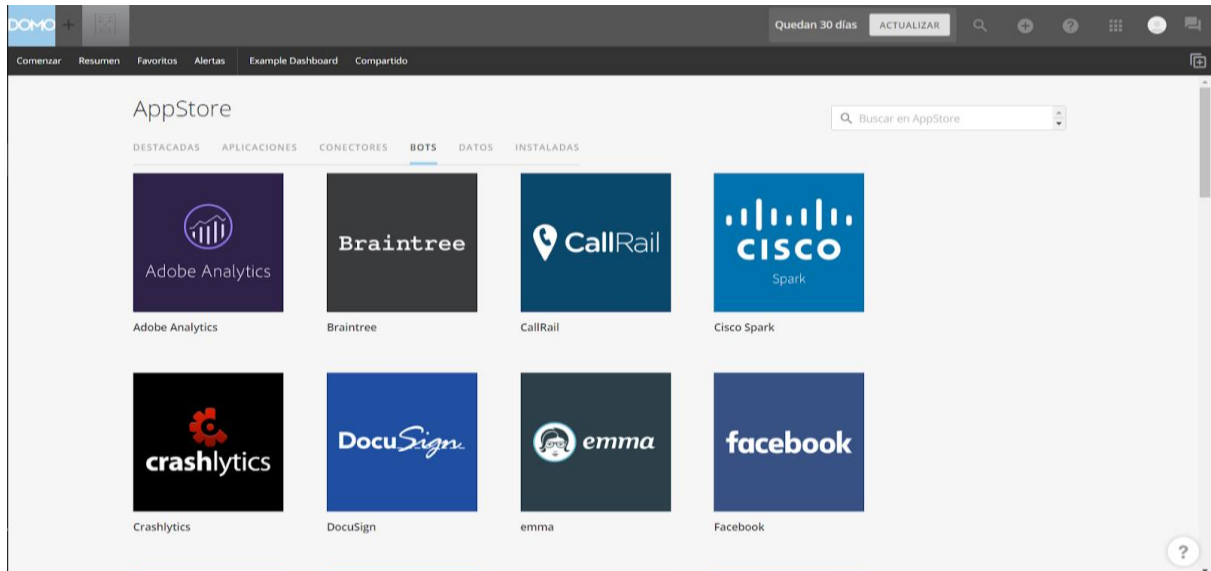 DOMO +
Quedan 30 días ACTUALIZAR
Comenzar Resumen Favoritos Alertas Example Dashboard Compartido
AppStore
Buscar en AppStore
DESTACADAS APLICACIONES CONECTORES BOTS DATOS INSTALADAS
Adobe Analytics
Braintree
CallRail
CISCO
Spark
Adobe Analytics Braintree CallRail Cisco Spark
crashlytics
DocuSign
emma
facebook
Crashlytics DocuSign emma Facebook
?